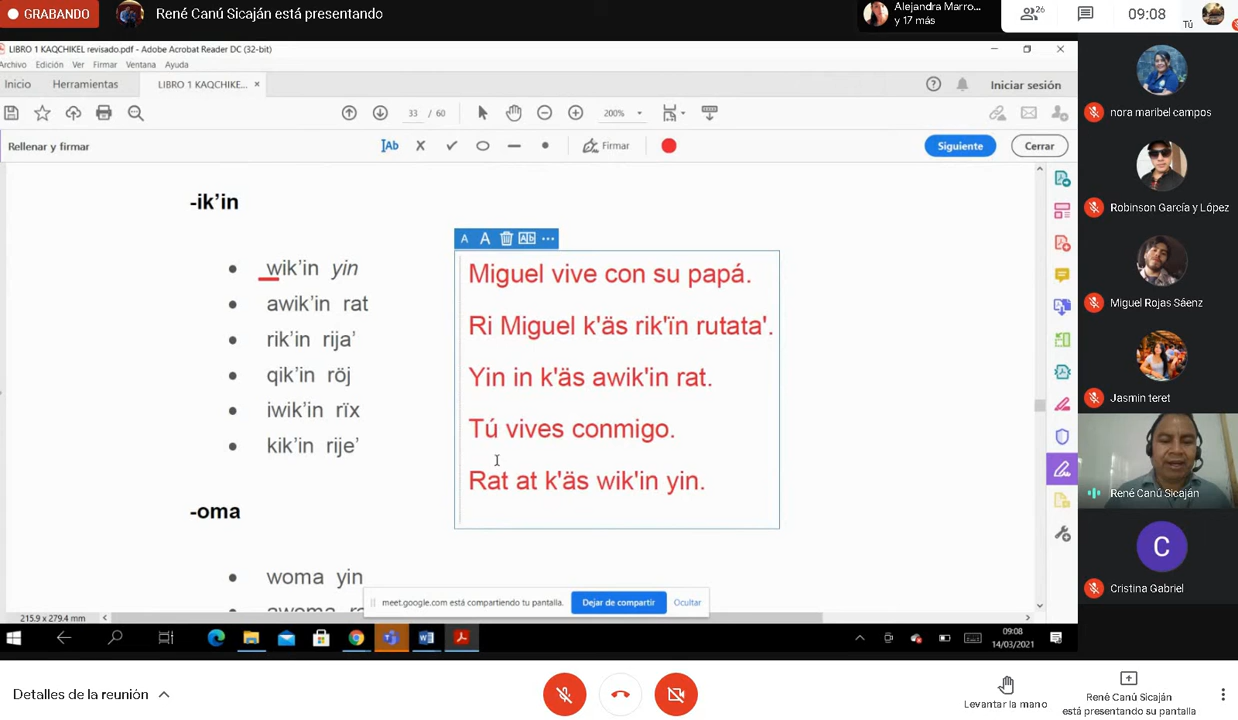 GRABANDO
René Canú Sicaján está presentando
Alejandra Marro...
y 17 más
26
09:08
Tú
LIBRO 1 KAQCHIKEL revisado.pdf - Adobe Acrobat Reader DC (32-bit)
Archivo Edición Ver Firmar Ventana Ayuda
Inicio Herramientas LIBRO 1 KAQCHIKE... × Iniciar sesión
33 / 60 200%
Rellenar y firmar Firmar Siguiente Cerrar
-ik’in
wik’in yin
awik’in rat
rik’in rija’
qik’in röj
iwik’in rïx
kik’in rije’
-oma
woma yin
Miguel vive con su papá.
Ri Miguel k'äs rik'ïn rutata'.
Yin in k'äs awik'in rat.
Tú vives conmigo.
Rat at k'äs wik'in yin.
meet.google.com está compartiendo tu pantalla. Dejar de compartir Ocultar
215.9 x 279.4 mm
09:08
14/03/2021
nora maribel campos
Robinson García y López
Miguel Rojas Sáenz
Jasmin teret
René Canú Sicaján
C
Cristina Gabriel
Detalles de la reunión
Levantar la mano
René Canú Sicaján
está presentando su pantalla